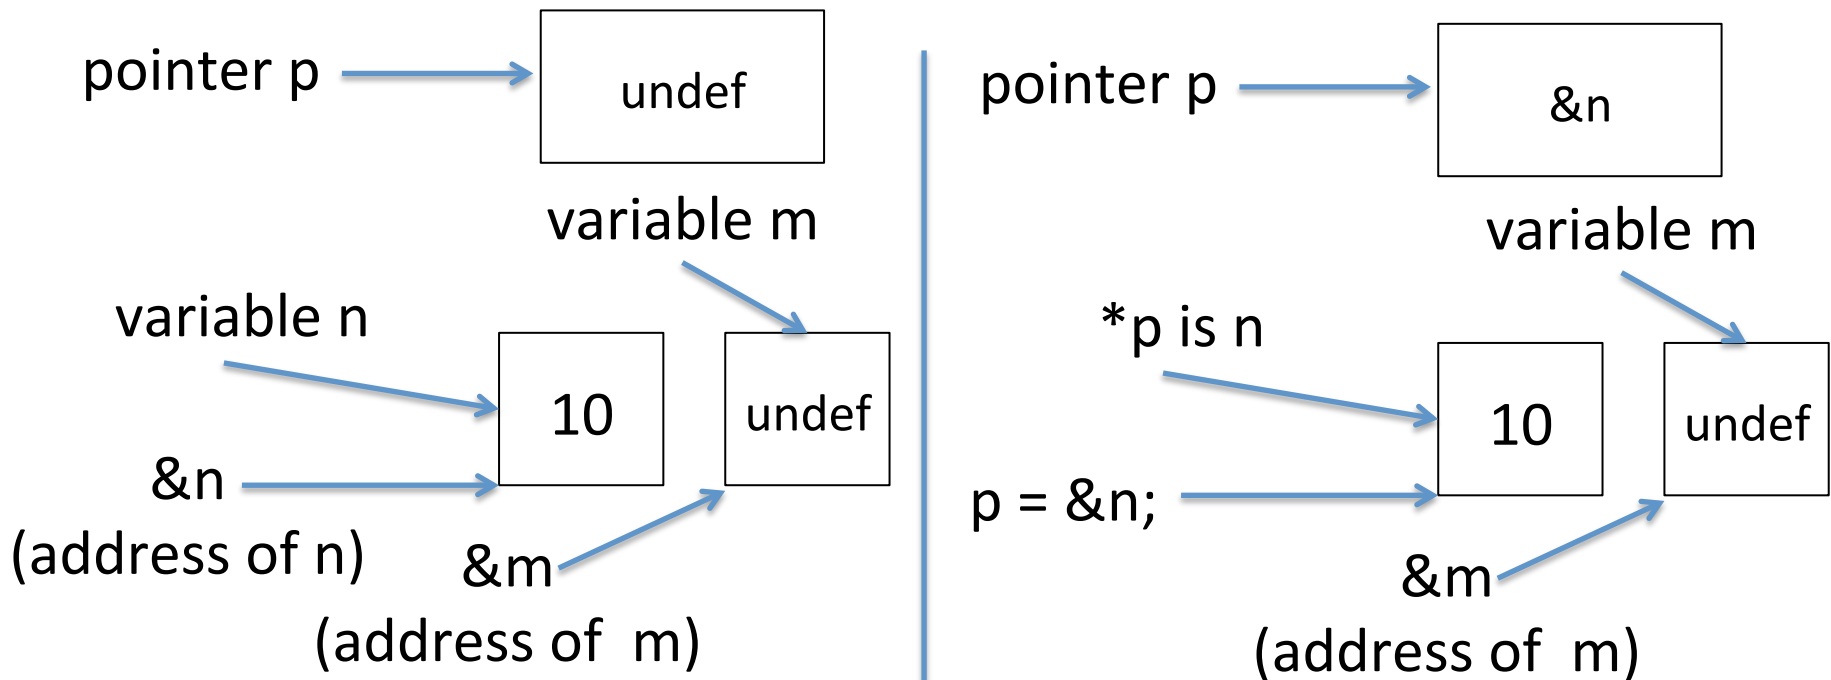 pointer p
undef
variable m
variable n
10
undef
&n
(address of n)
&m
(address of  m)
pointer p
&n
variable m
*p is n
10
undef
p = &n;
&m
(address of  m)